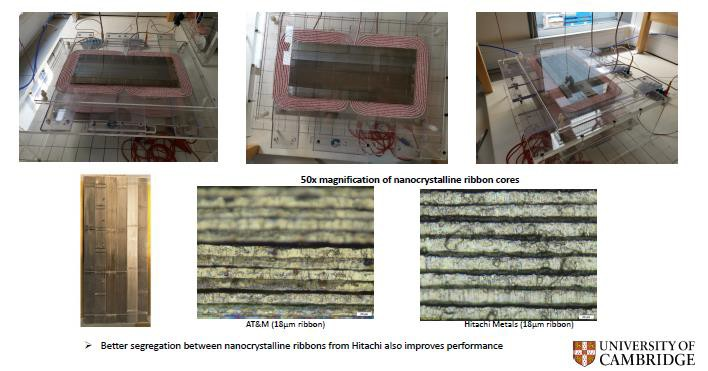 50x magnification of nanocrystalline ribbon cores
AT&M (18µm ribbon)
Hitachi Metals (18µm ribbon)
➢ Better segregation between nanocrystalline ribbons from Hitachi also improves performance
UNIVERSITY OF
CAMBRIDGE